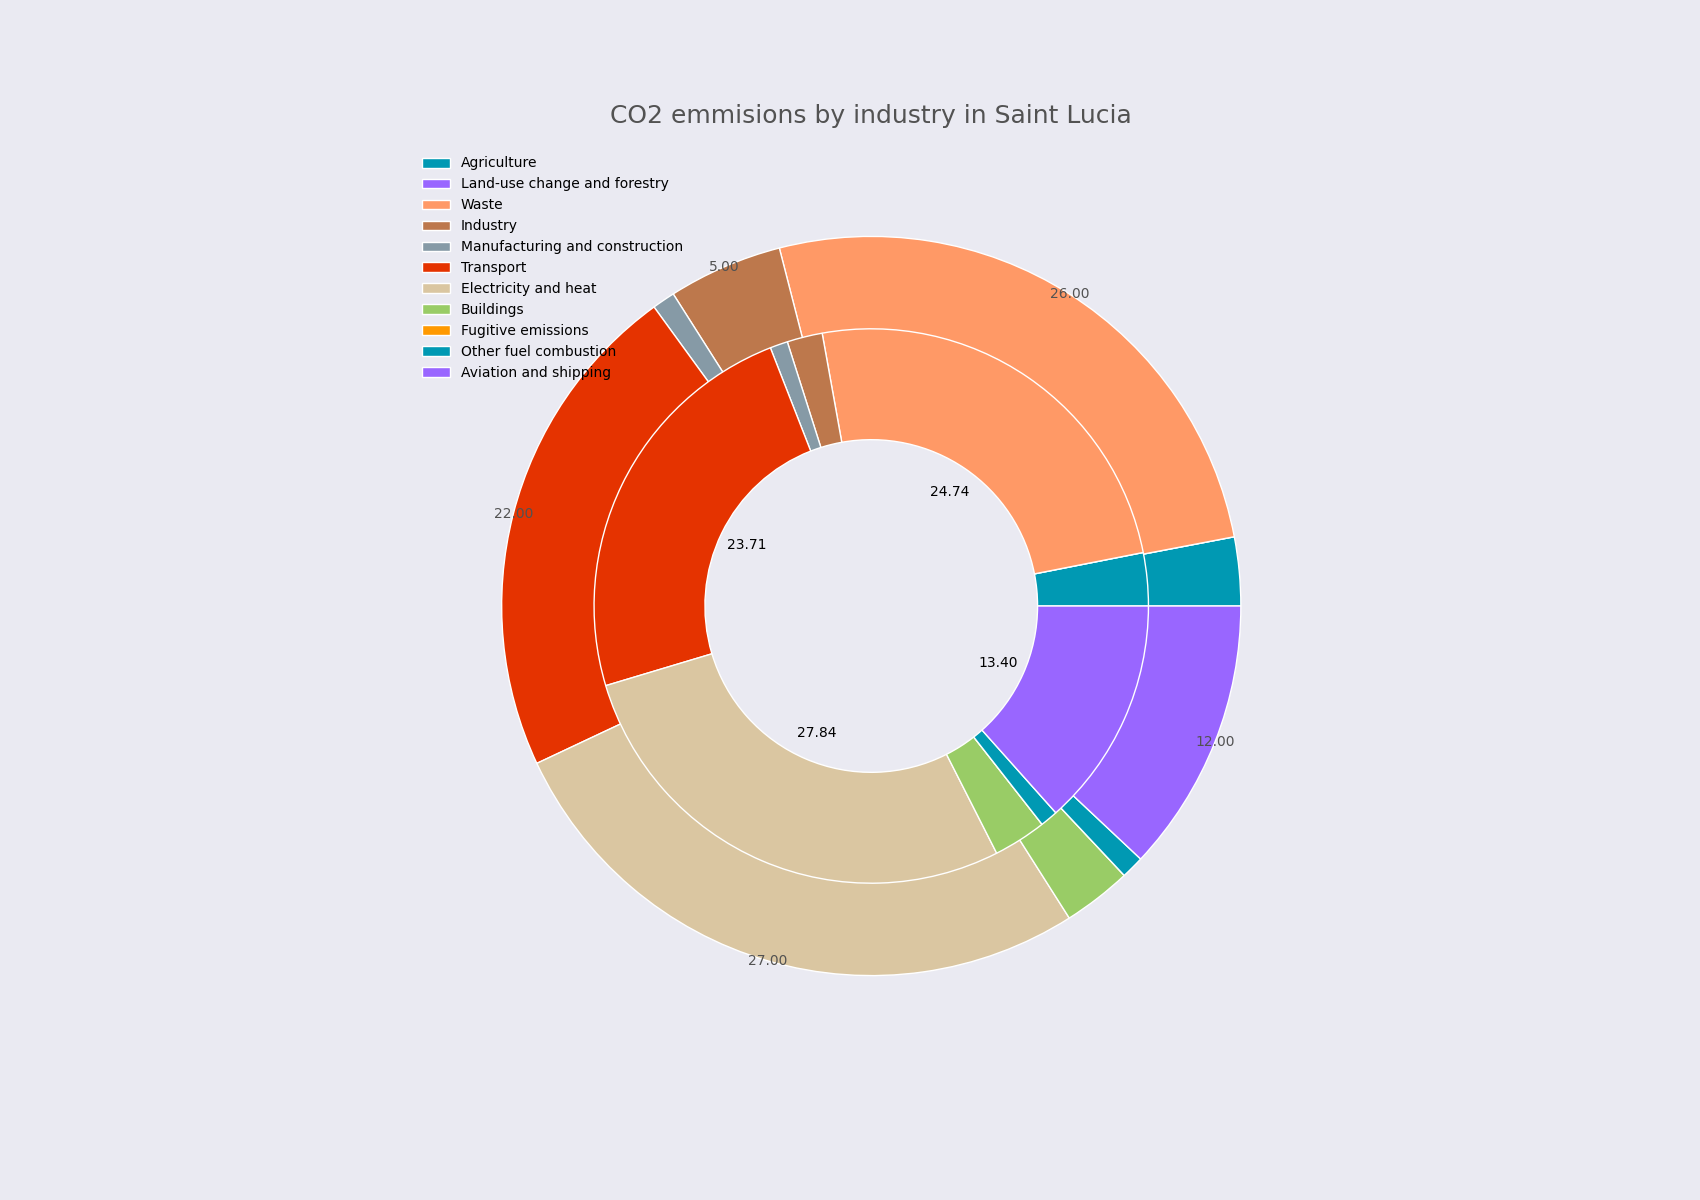 CO2 emmisions by industry in Saint Lucia
Agriculture
Land-use change and forestry
Waste
Industry
Manufacturing and construction
Transport
Electricity and heat
Buildings
Fugitive emissions
Other fuel combustion
Aviation and shipping
5.00
26.00
24.74
22.00
23.71
13.40
27.84
12.00
27.00